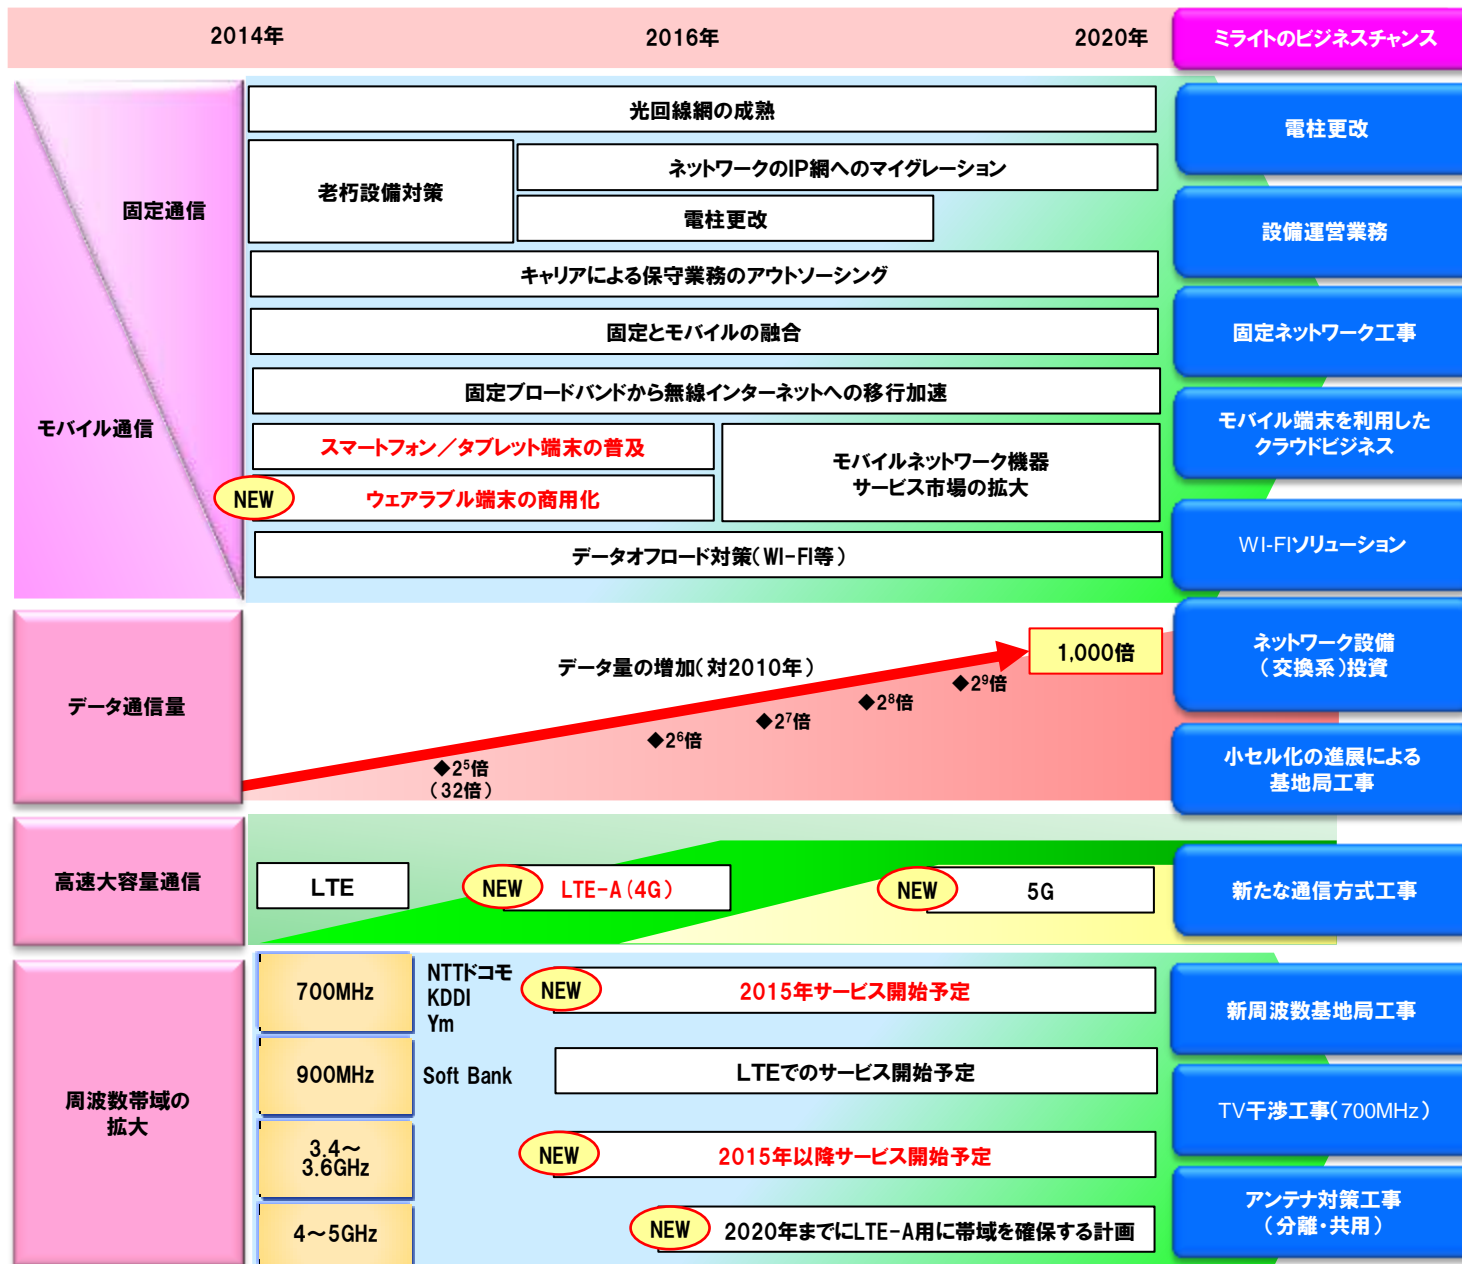 2014年
2016年
2020年
ミライトのビジネスチャンス
固定通信
モバイル通信
光回線網の成熟
老朽設備対策
ネットワークのIP網へのマイグレーション
電柱更改
キャリアによる保守業務のアウトソーシング
固定とモバイルの融合
固定ブロードバンドから無線インターネットへの移行加速
スマートフォン／タブレット端末の普及
NEW
ウェアラブル端末の商用化
モバイルネットワーク機器
サービス市場の拡大
データオフロード対策（WI-FI等）
電柱更改
設備運営業務
固定ネットワーク工事
モバイル端末を利用した
クラウドビジネス
WI-FIソリューション
データ通信量
データ量の増加（対2010年）
1,000倍
◆2⁵倍
（32倍）
◆2⁶倍
◆2⁷倍
◆2⁸倍
◆2⁹倍
ネットワーク設備
（交換系）投資
小セル化の進展による
基地局工事
高速大容量通信
LTE
NEW
LTE-A（4G）
NEW
5G
新たな通信方式工事
周波数帯域の
拡大
700MHz
NTTドコモ
KDDI
Ym
NEW
2015年サービス開始予定
900MHz
Soft Bank
LTEでのサービス開始予定
3.4～
3.6GHz
NEW
2015年以降サービス開始予定
4～5GHz
NEW
2020年までにLTE-A用に帯域を確保する計画
新周波数基地局工事
TV干渉工事（700MHz）
アンテナ対策工事
（分離・共用）